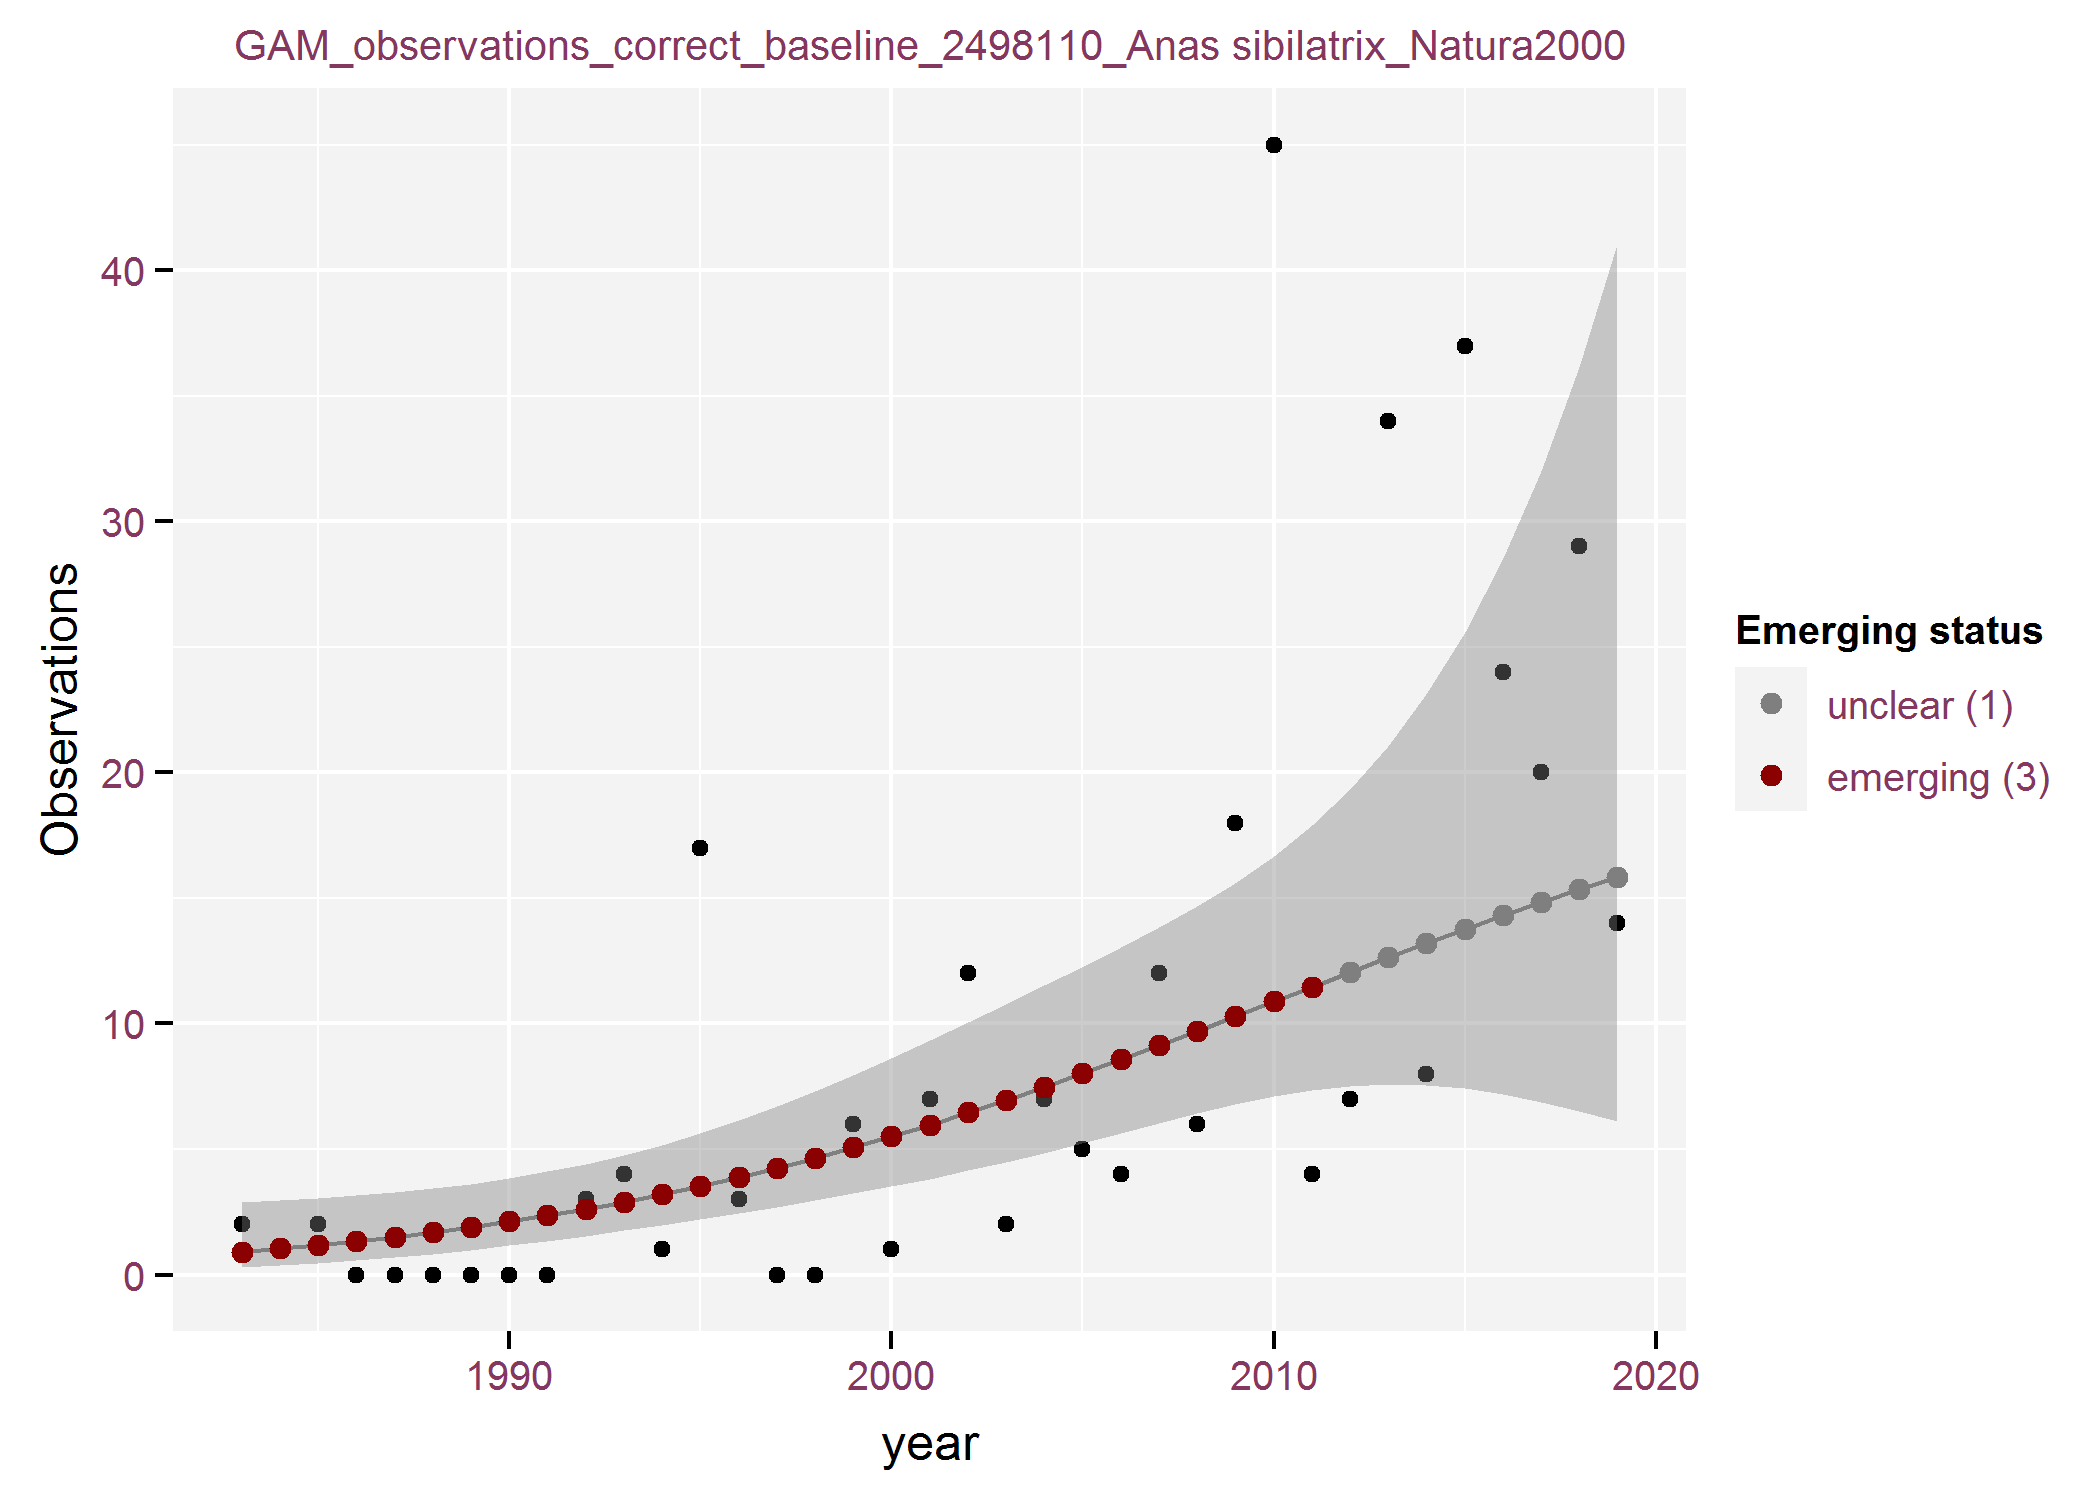 GAM_observations_correct_baseline_2498110_Anas sibilatrix_Natura2000
Observations
40
30
20
10
0
1990 2000 2010 2020
year
Emerging status
unclear (1)
emerging (3)